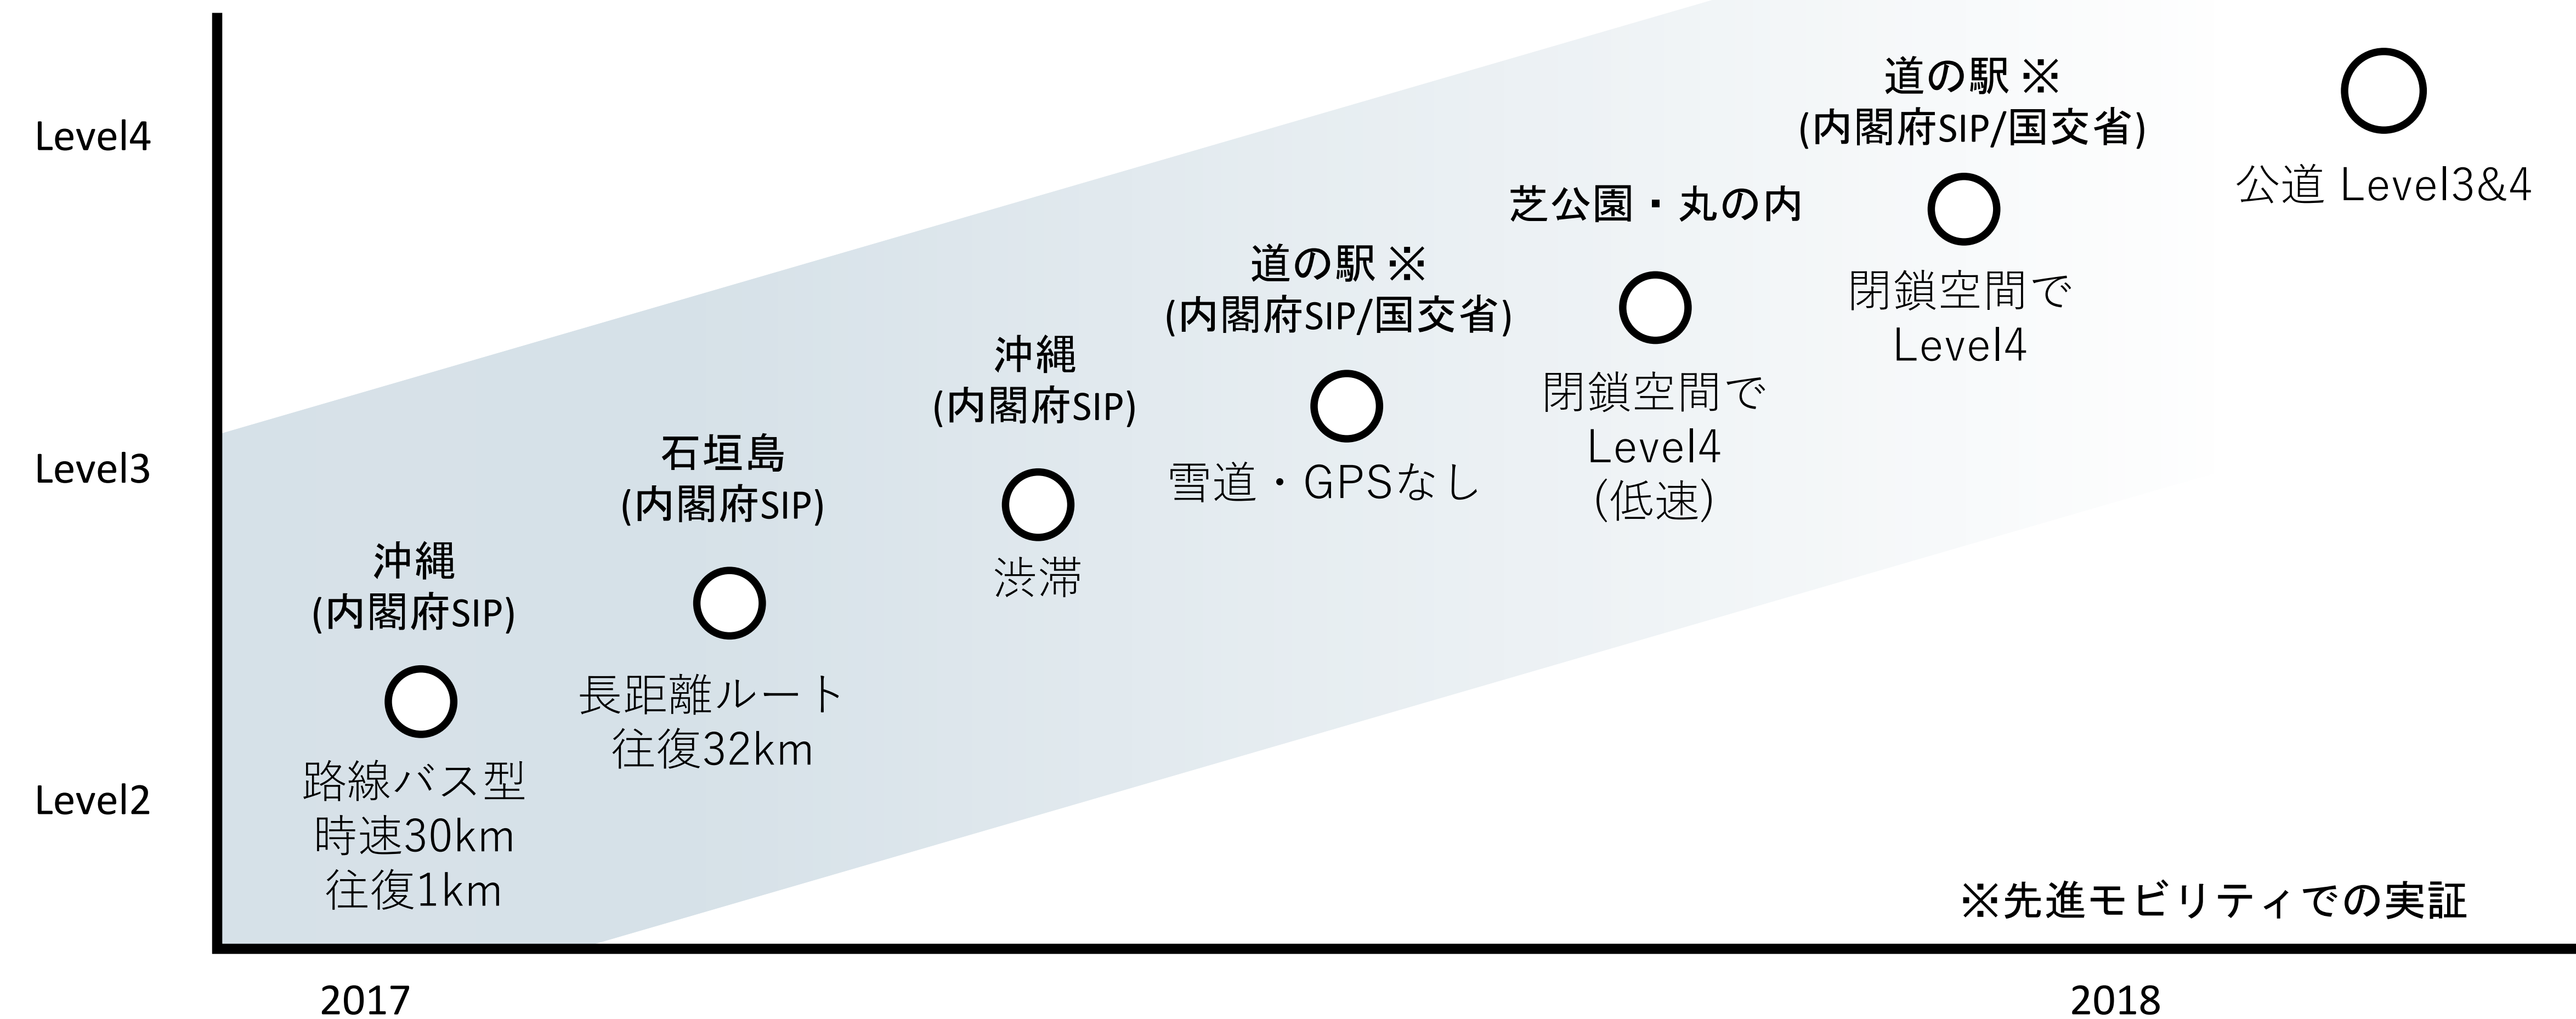 Level4
Level3
Level2
沖縄
(内閣府SIP)
路線バス型
時速30km
往復1km
石垣島
(内閣府SIP)
長距離ルート
往復32km
沖縄
(内閣府SIP)
渋滞
道の駅 ※
(内閣府SIP/国交省)
雪道・GPSなし
芝公園・丸の内
閉鎖空間で
Level4
(低速)
道の駅 ※
(内閣府SIP/国交省)
閉鎖空間で
Level4
公道 Level3&4
※先進モビリティでの実証
2017
2018